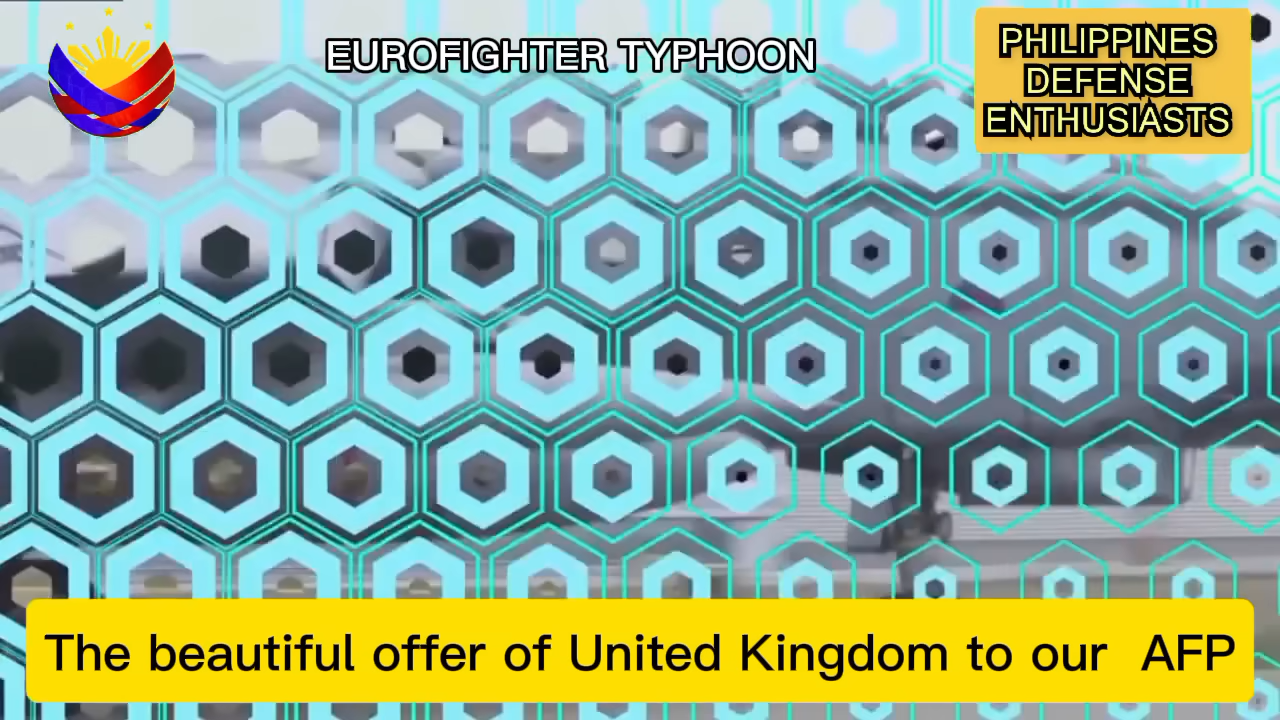 EUROFIGHTER TYPHOON
PHILIPPINES
DEFENSE
ENTHUSIASTS
The beautiful offer of United Kingdom to our AFP